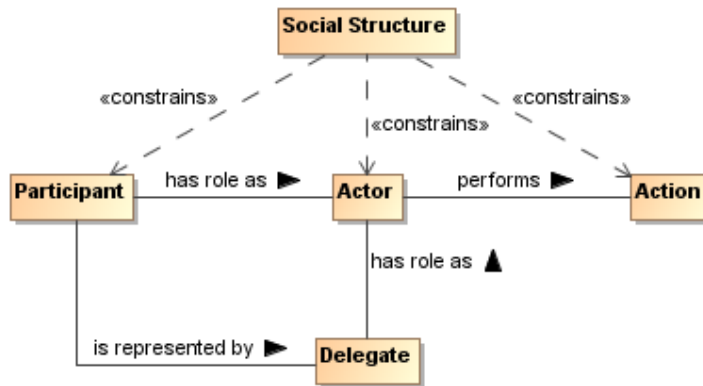 Social Structure
«constrains»
«constrains»
«constrains»
Participant
has role as
Actor
performs
Action
has role as
is represented by
Delegate